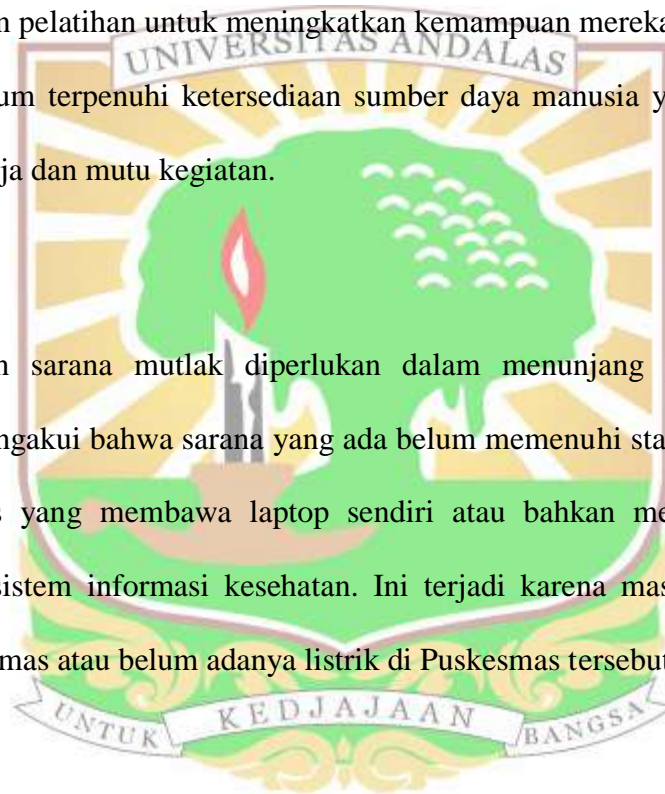 n pelatihan untuk meningkatkan kemampuan mereka
UNIVERSITAS ANDALAS
um terpenuhi ketersediaan sumber daya manusia y
ja dan mutu kegiatan.
n sarana mutlak diperlukan dalam menunjang
ngakui bahwa sarana yang ada belum memenuhi sta
s yang membawa laptop sendiri atau bahkan me
sistem informasi kesehatan. Ini terjadi karena mas
mas atau belum adanya listrik di Puskesmas tersebut
UNTUK KEDJAJAAN BANGSA